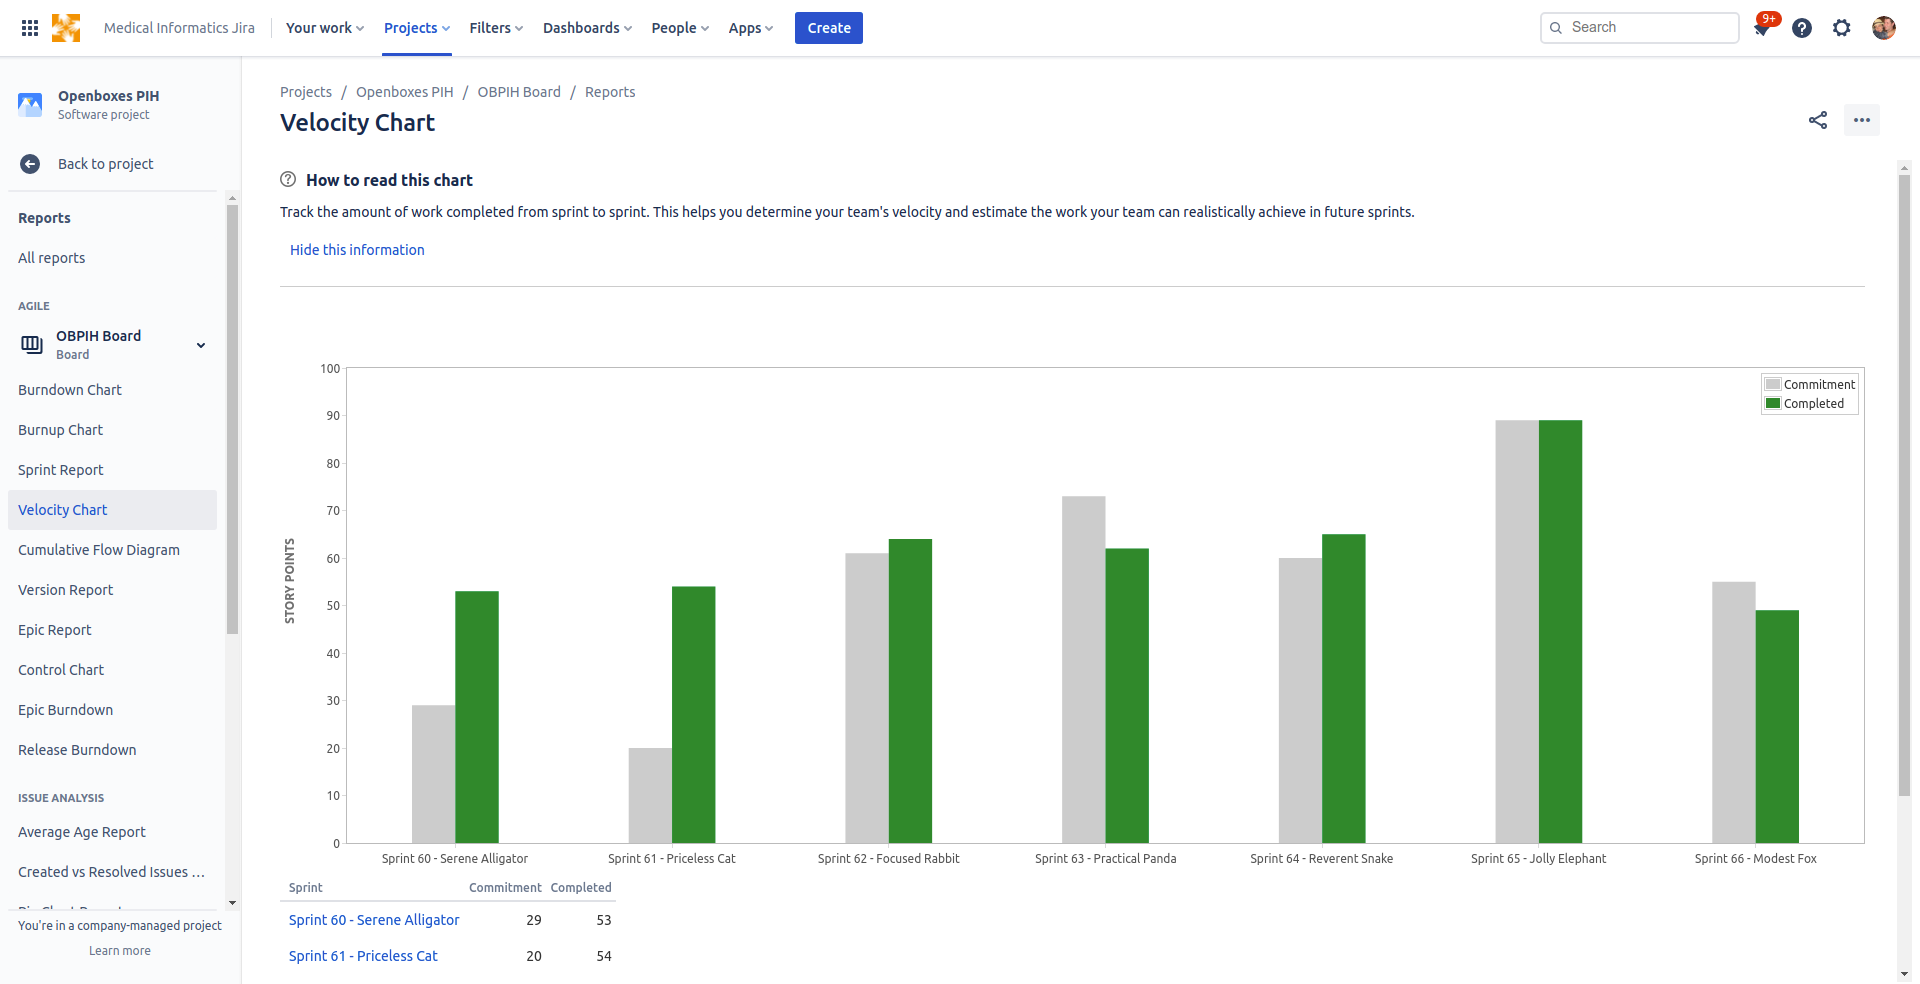 Medical Informatics Jira
Your work
Projects
Filters
Dashboards
People
Apps
Create
Search
9+
Openboxes PIH
Software project
Back to project
Reports
All reports
AGILE
OBPIH Board
Board
Burndown Chart
Burnup Chart
Sprint Report
Velocity Chart
Cumulative Flow Diagram
Version Report
Epic Report
Control Chart
Epic Burndown
Release Burndown
ISSUE ANALYSIS
Average Age Report
Created vs Resolved Issues ...
You're in a company-managed project
Learn more
Projects / Openboxes PIH / OBPIH Board / Reports
Velocity Chart
How to read this chart
Track the amount of work completed from sprint to sprint. This helps you determine your team's velocity and estimate the work your team can realistically achieve in future sprints.
Hide this information
STORY POINTS
100
90
80
70
60
50
40
30
20
10
0
Commitment
Completed
Sprint 60 - Serene Alligator
Sprint 61 - Priceless Cat
Sprint 62 - Focused Rabbit
Sprint 63 - Practical Panda
Sprint 64 - Reverent Snake
Sprint 65 - Jolly Elephant
Sprint 66 - Modest Fox
Sprint Commitment Completed
Sprint 60 - Serene Alligator 29 53
Sprint 61 - Priceless Cat 20 54